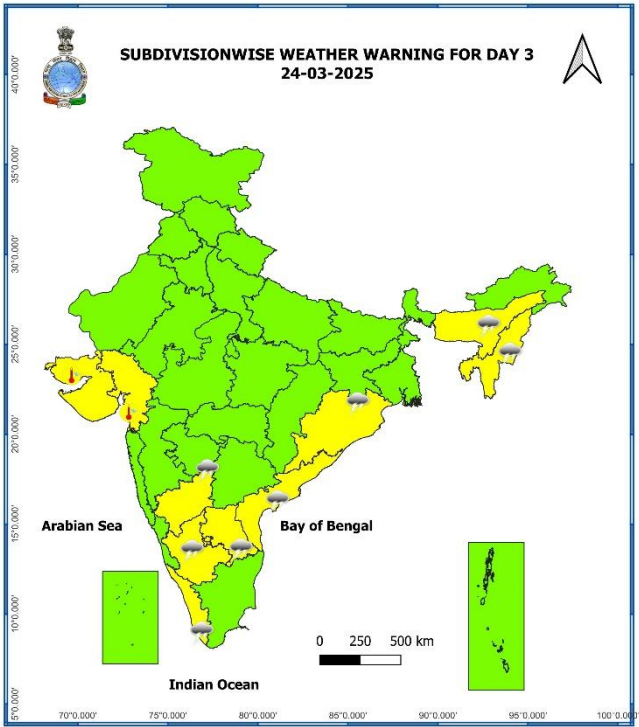 SUBDIVISIONWISE WEATHER WARNING FOR DAY 3
24-03-2025
40°0.000'
35°0.000'
30°0.000'
25°0.000'
20°0.000'
15°0.000'
10°0.000'
5°0.000'
Arabian Sea
Bay of Bengal
0 250 500 km
Indian Ocean
70°0.000' 75°0.000' 80°0.000' 85°0.000' 90°0.000' 95°0.000' 100°0.000'